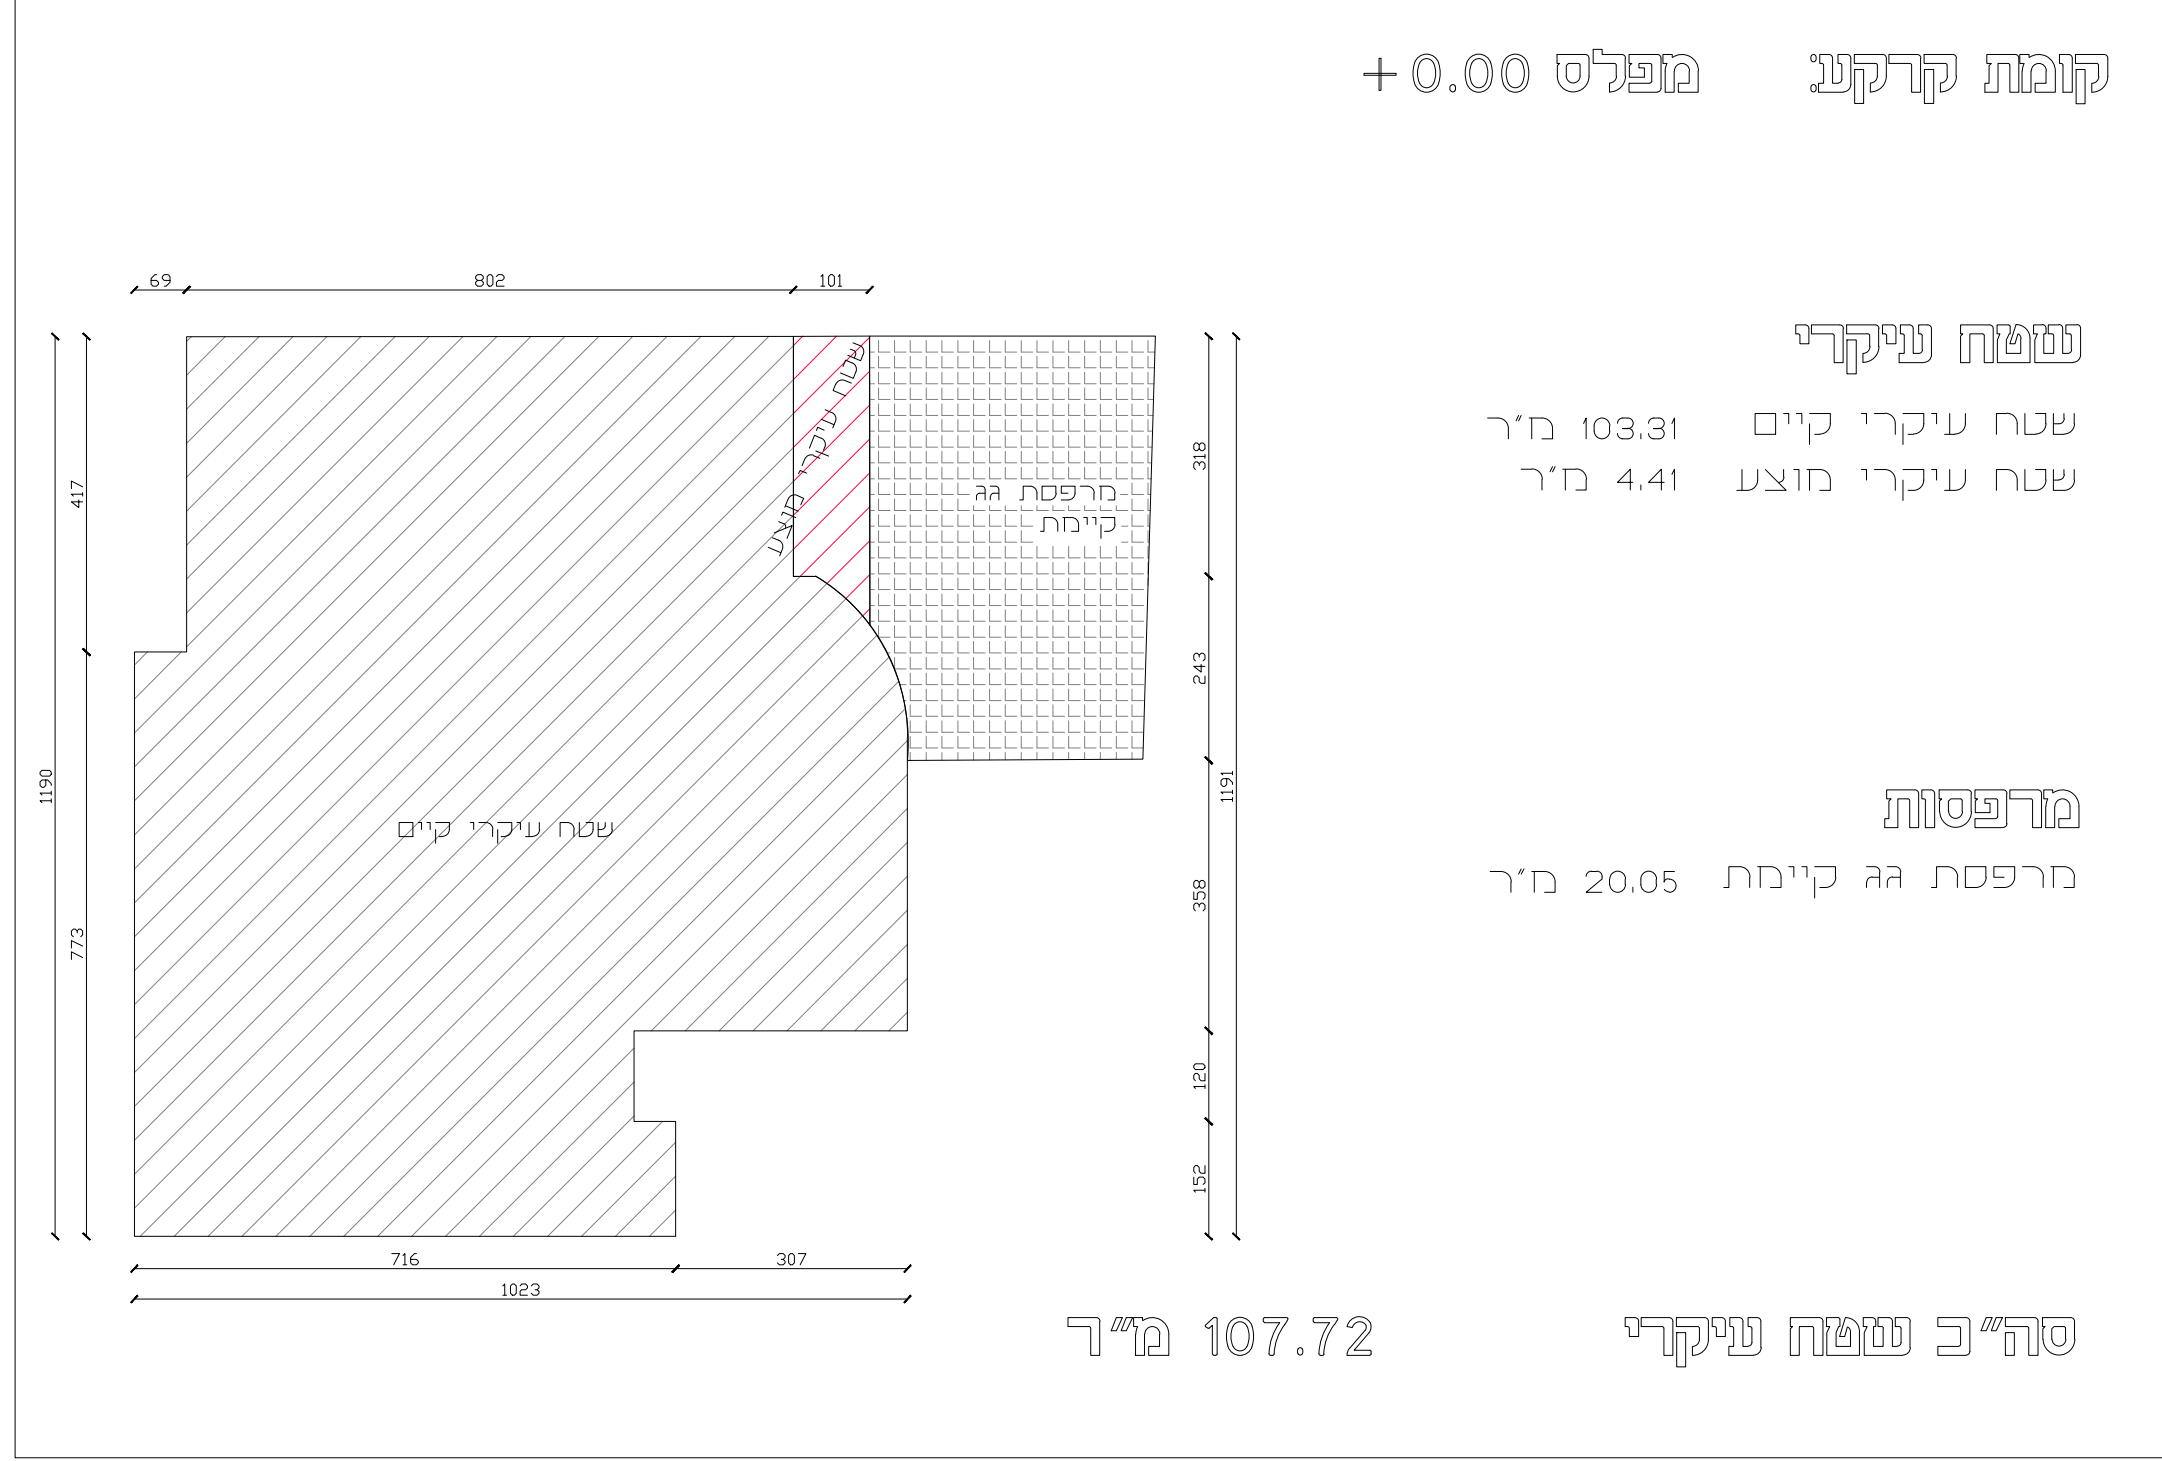 קומת קרקע: מפלס 0.00+
69
802
101
שטח עיקרי
שטח עיקרי קיים 103.31 מ"ר
שטח עיקרי מוצע 4.41 מ"ר
שטח עיקרי מוצע
מרפסת גג
קיימת
417
1190
773
318
243
1191
358
120
152
שטח עיקרי קיים
מרפסות
מרפסת גג קיימת 20.05 מ"ר
716
307
1023
סה"כ שטח עיקרי 107.72 מ"ר